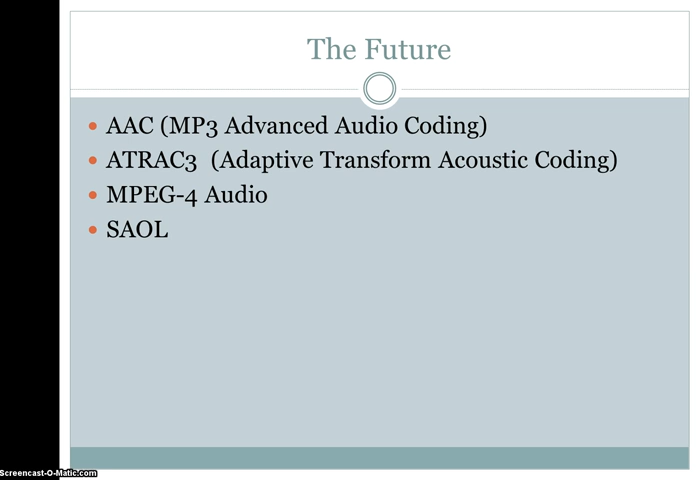 The Future
• AAC (MP3 Advanced Audio Coding)
• ATRAC3 (Adaptive Transform Acoustic Coding)
• MPEG-4 Audio
• SAOL
Screencast-O-Matic.com